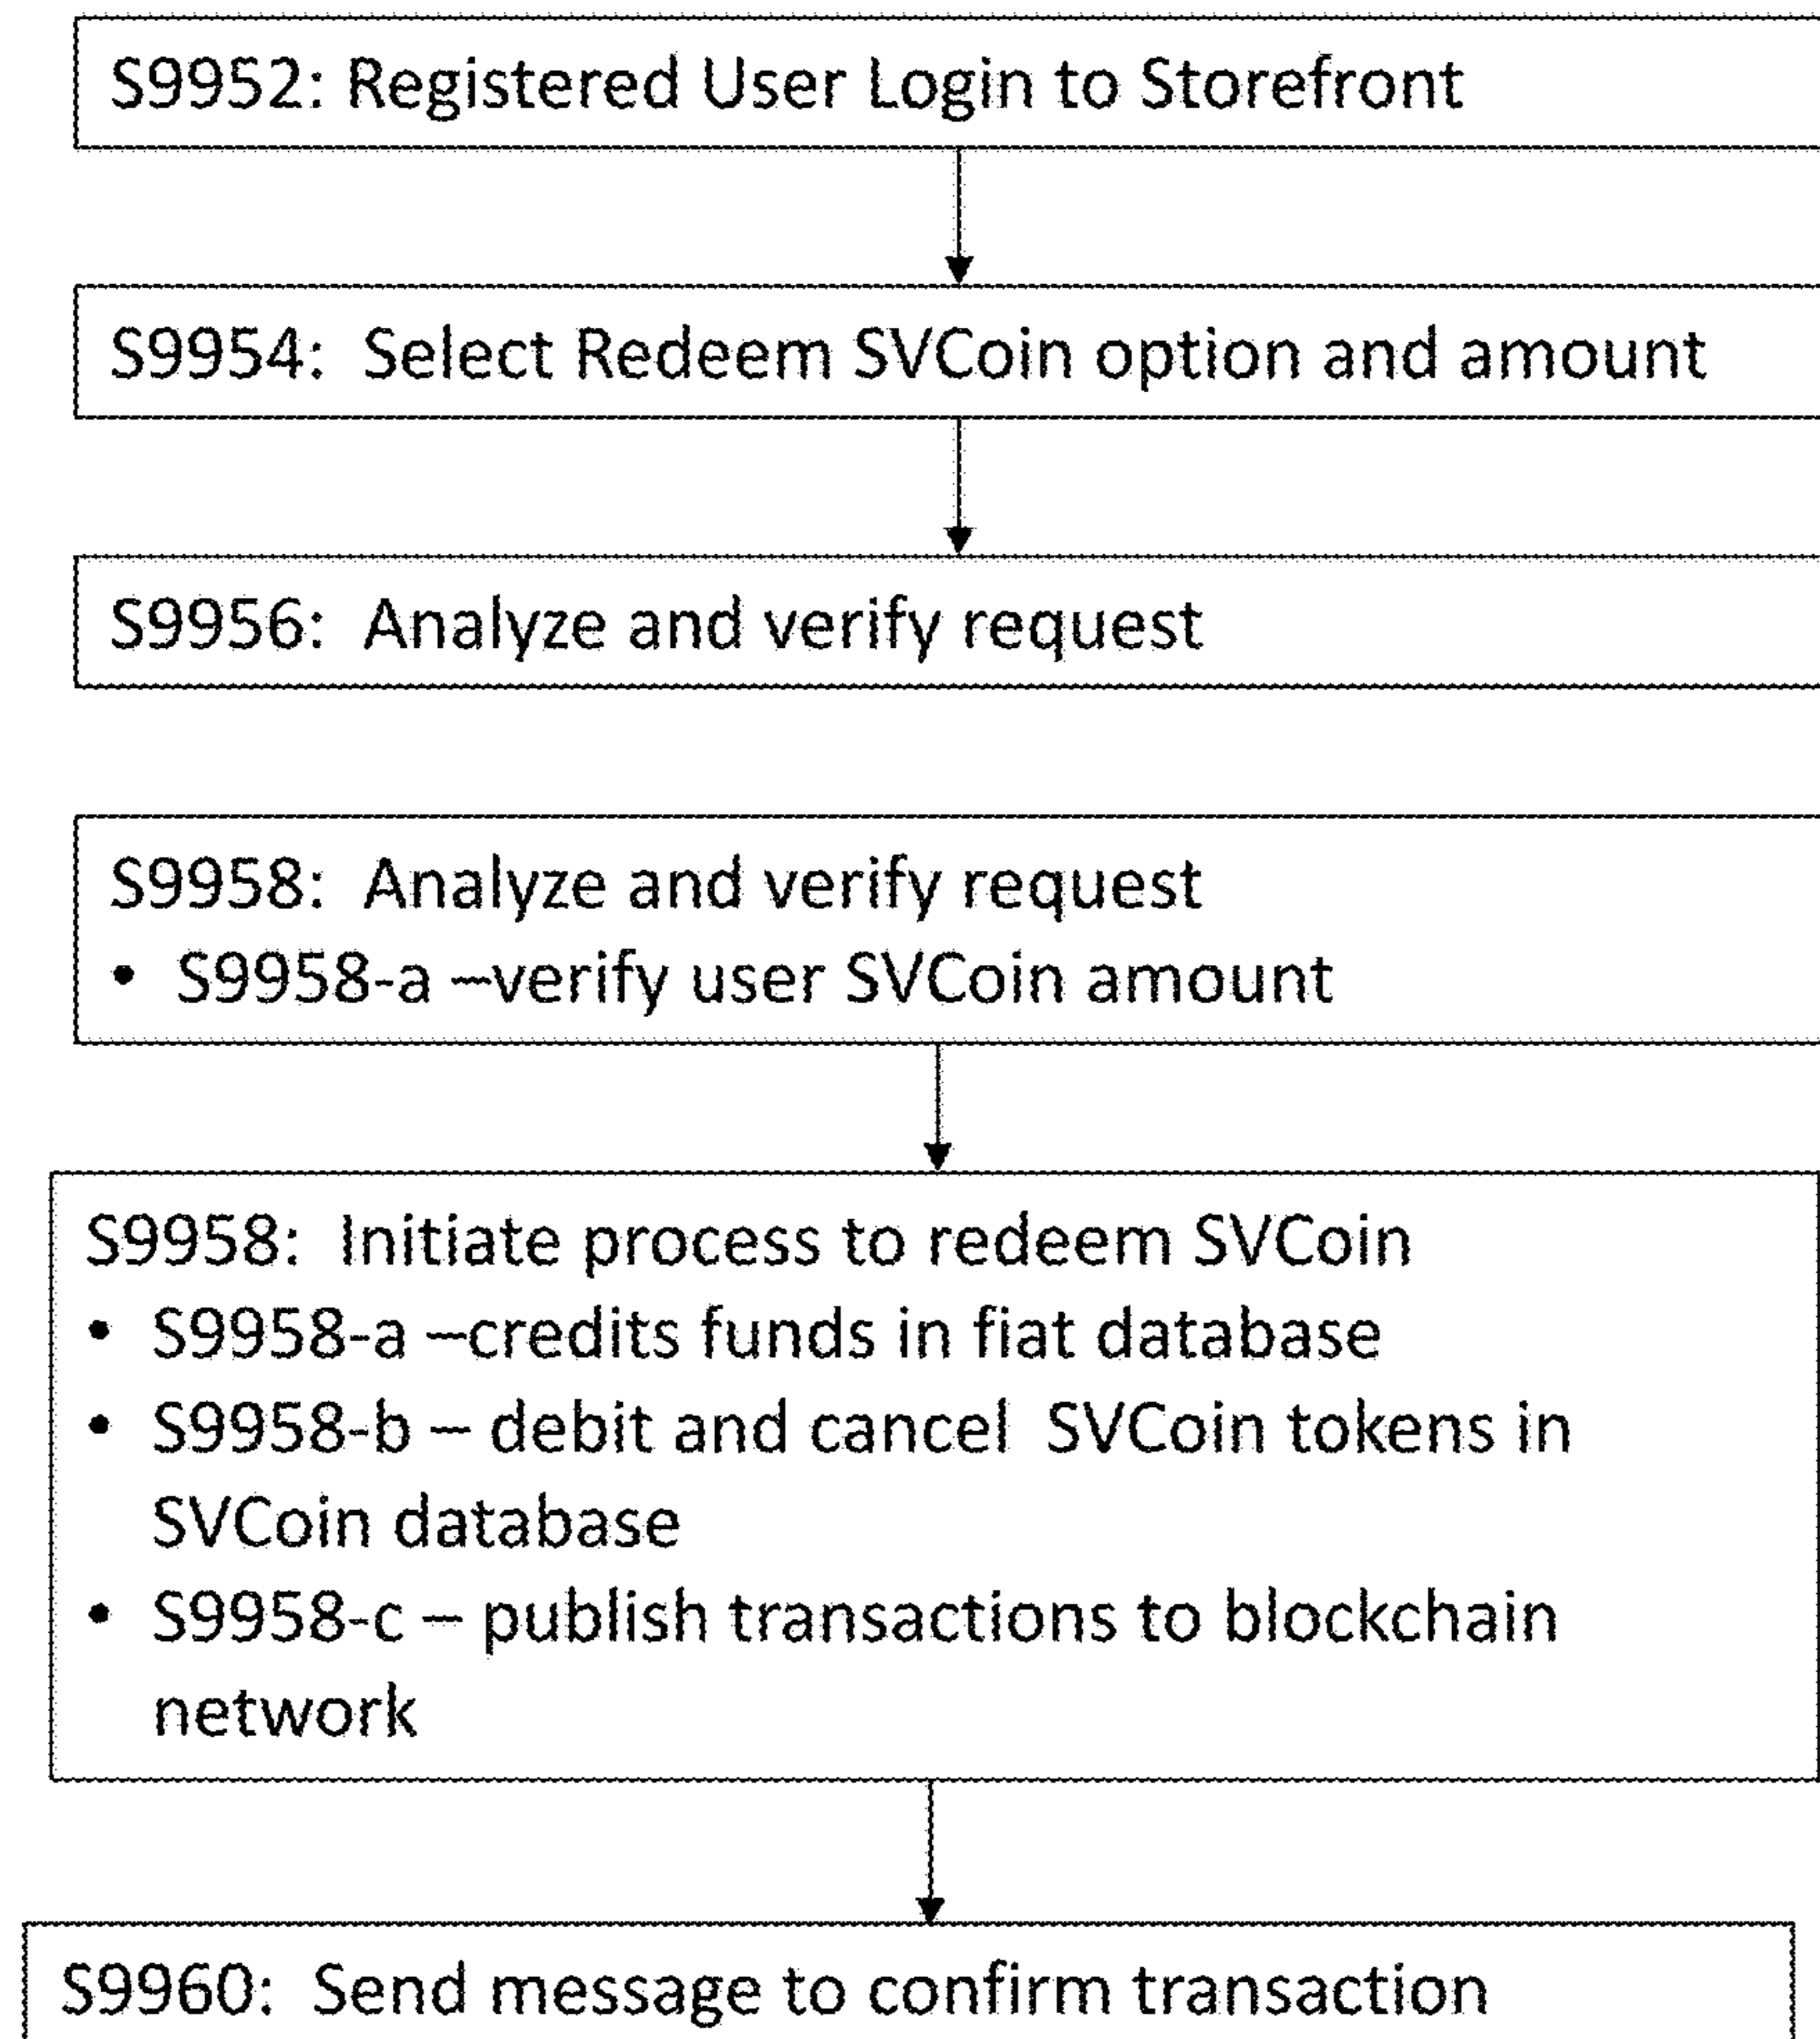 S9952: Registered User Login to Storefront
S9954: Select Redeem SVCoin option and amount
S9956: Analyze and verify request
S9958: Analyze and verify request
• S9958-a –verify user SVCoin amount
S9958: Initiate process to redeem SVCoin
• S9958-a –credits funds in fiat database
• S9958-b – debit and cancel SVCoin tokens in
SVCoin database
• S9958-c – publish transactions to blockchain
network
S9960: Send message to confirm transaction